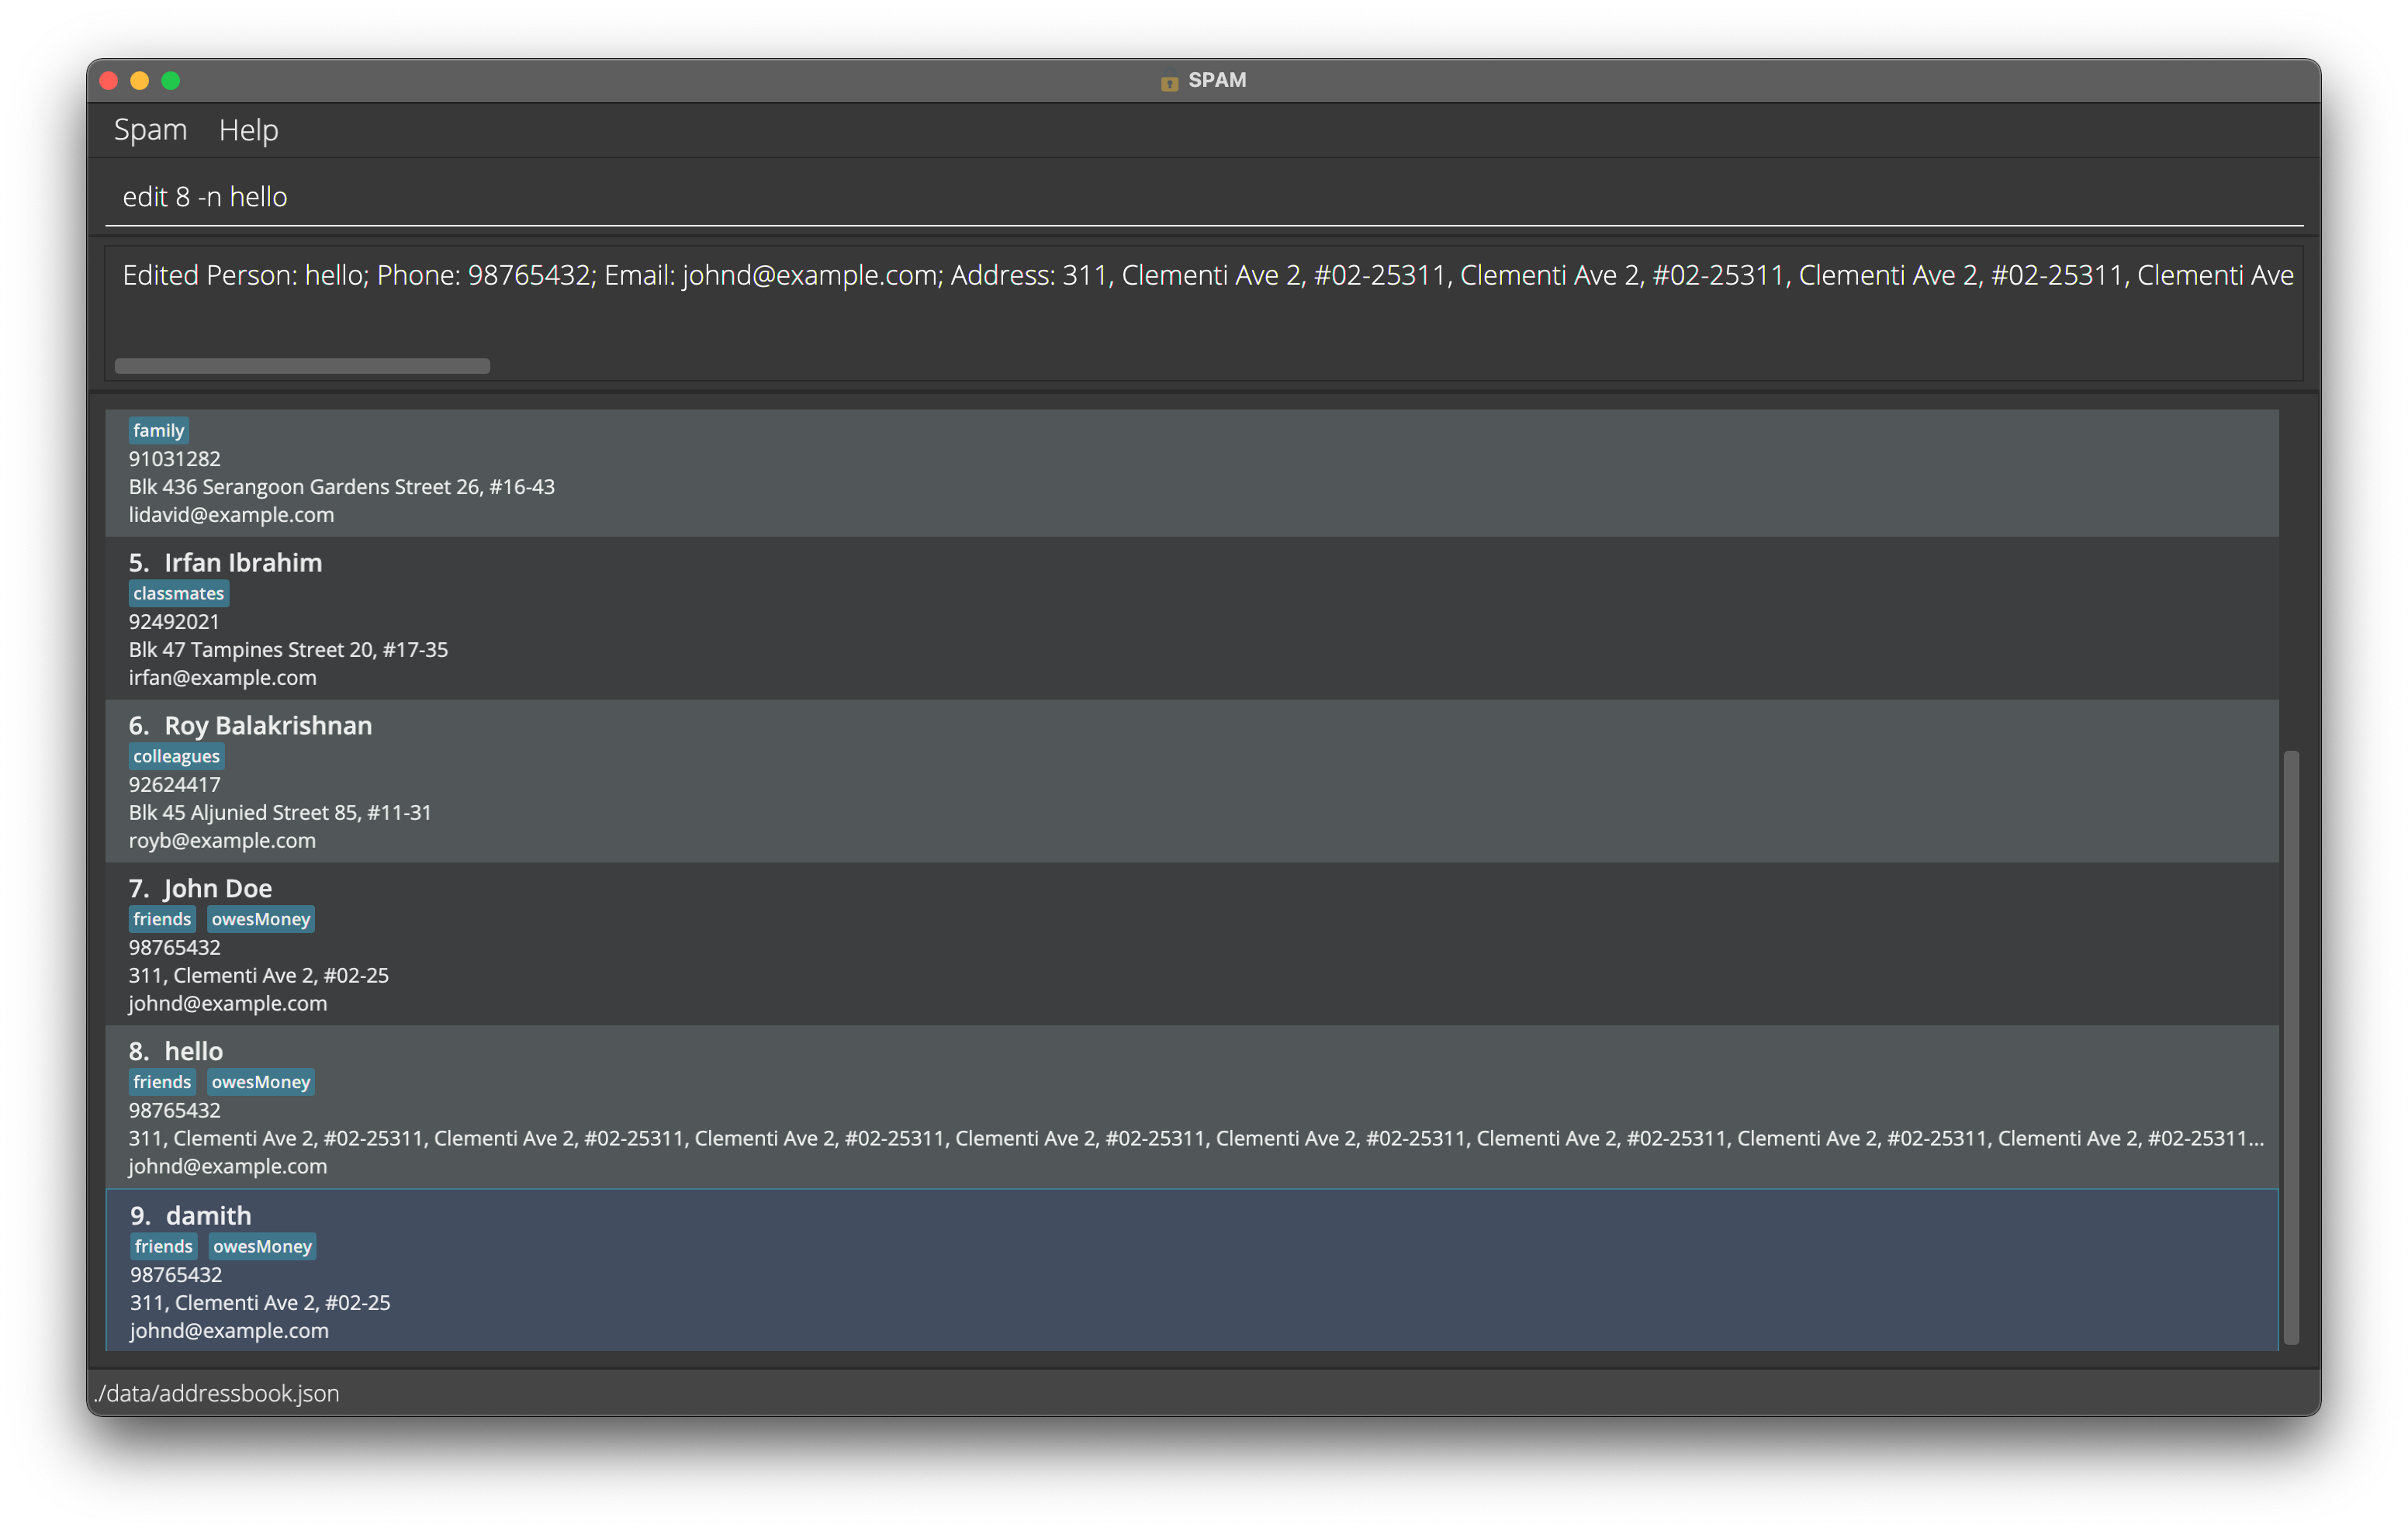 SPAM
Spam Help
edit 8 -n hello
Edited Person: hello; Phone: 98765432; Email: johnd@example.com; Address: 311, Clementi Ave 2, #02-25311, Clementi Ave 2, #02-25311, Clementi Ave 2, #02-25311, Clementi Ave
family
91031282
Blk 436 Serangoon Gardens Street 26, #16-43
lidavid@example.com
5. Irfan Ibrahim
classmates
92492021
Blk 47 Tampines Street 20, #17-35
irfan@example.com
6. Roy Balakrishnan
colleagues
92624417
Blk 45 Aljunied Street 85, #11-31
royb@example.com
7. John Doe
friends owesMoney
98765432
311, Clementi Ave 2, #02-25
johnd@example.com
8. hello
friends owesMoney
98765432
311, Clementi Ave 2, #02-25311, Clementi Ave 2, #02-25311, Clementi Ave 2, #02-25311, Clementi Ave 2, #02-25311, Clementi Ave 2, #02-25311, Clementi Ave 2, #02-25311, Clementi Ave 2, #02-25311, Clementi Ave 2, #02-25311...
johnd@example.com
9. damith
friends owesMoney
98765432
311, Clementi Ave 2, #02-25
johnd@example.com
./data/addressbook.json